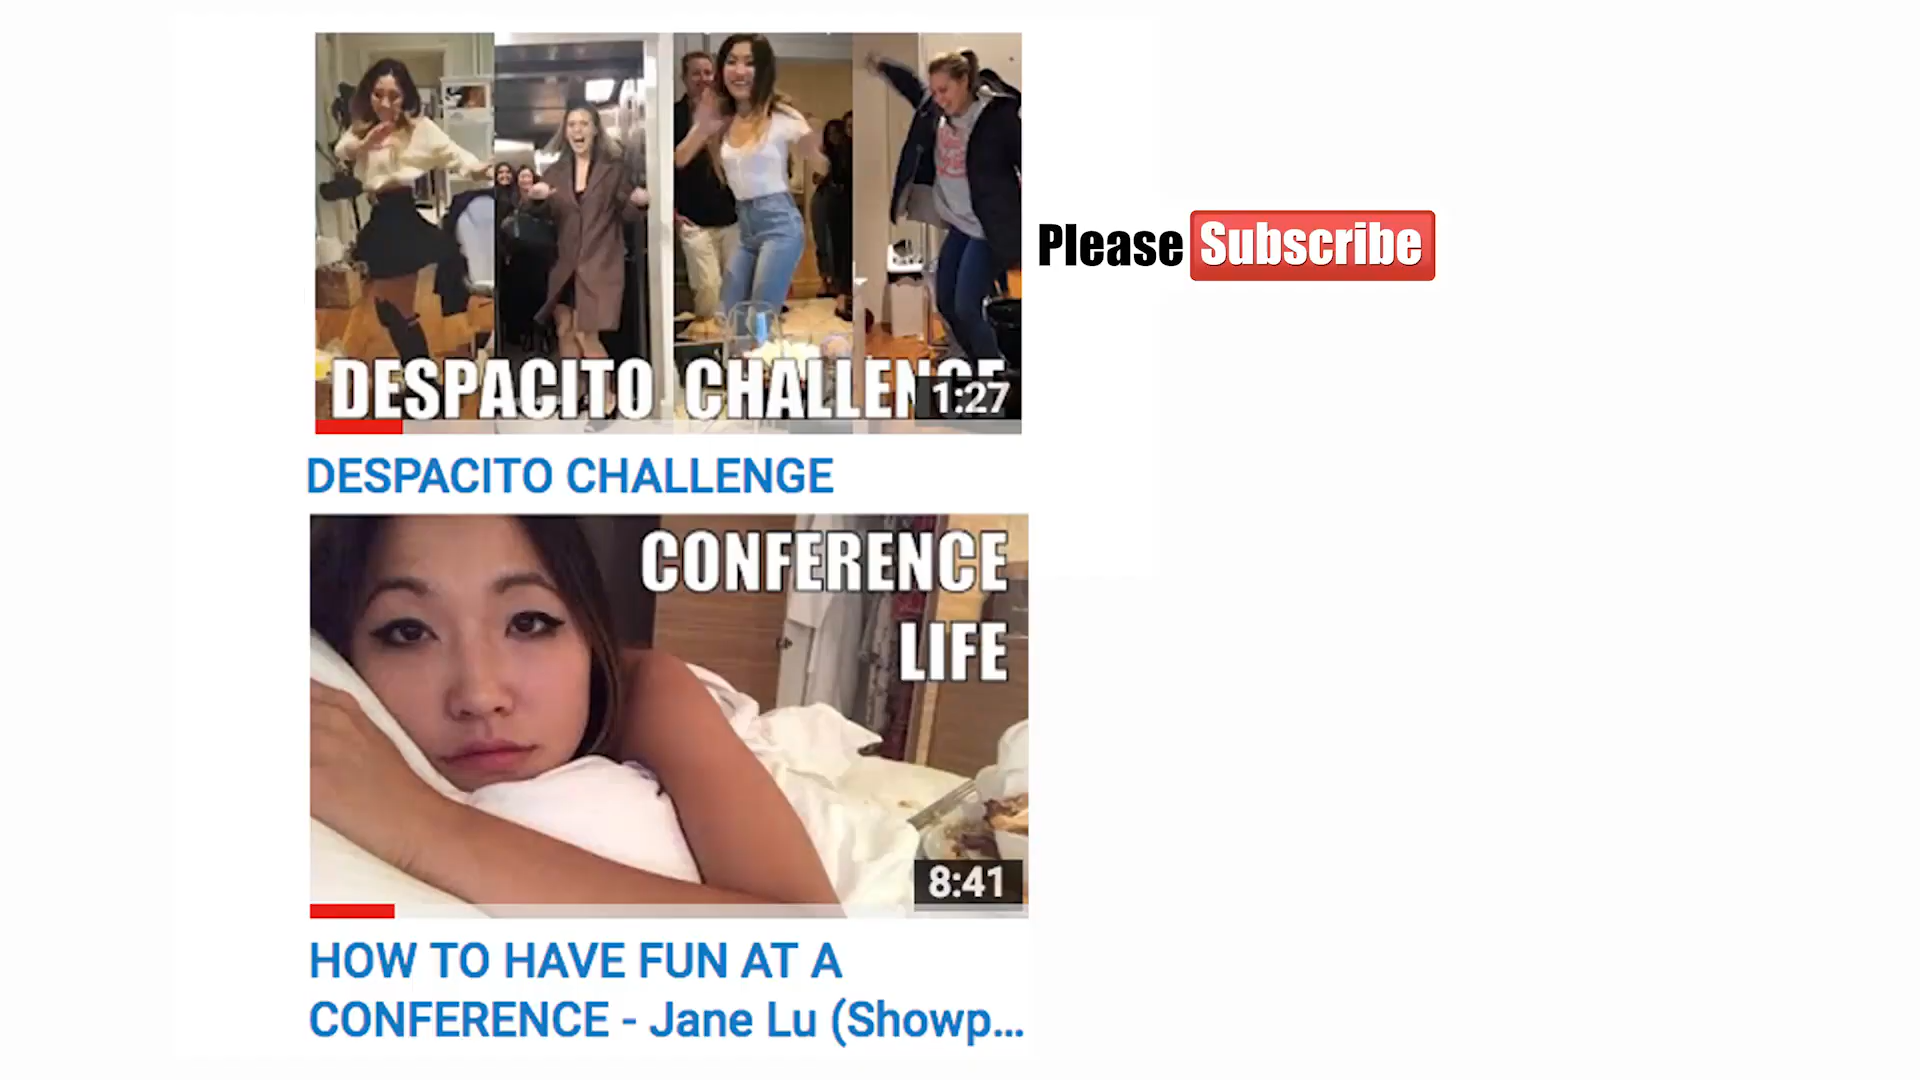 DESPACITO CHALLENGE
1:27
Please Subscribe
DESPACITO CHALLENGE
CONFERENCE
LIFE
8:41
HOW TO HAVE FUN AT A
CONFERENCE - Jane Lu (Showp...